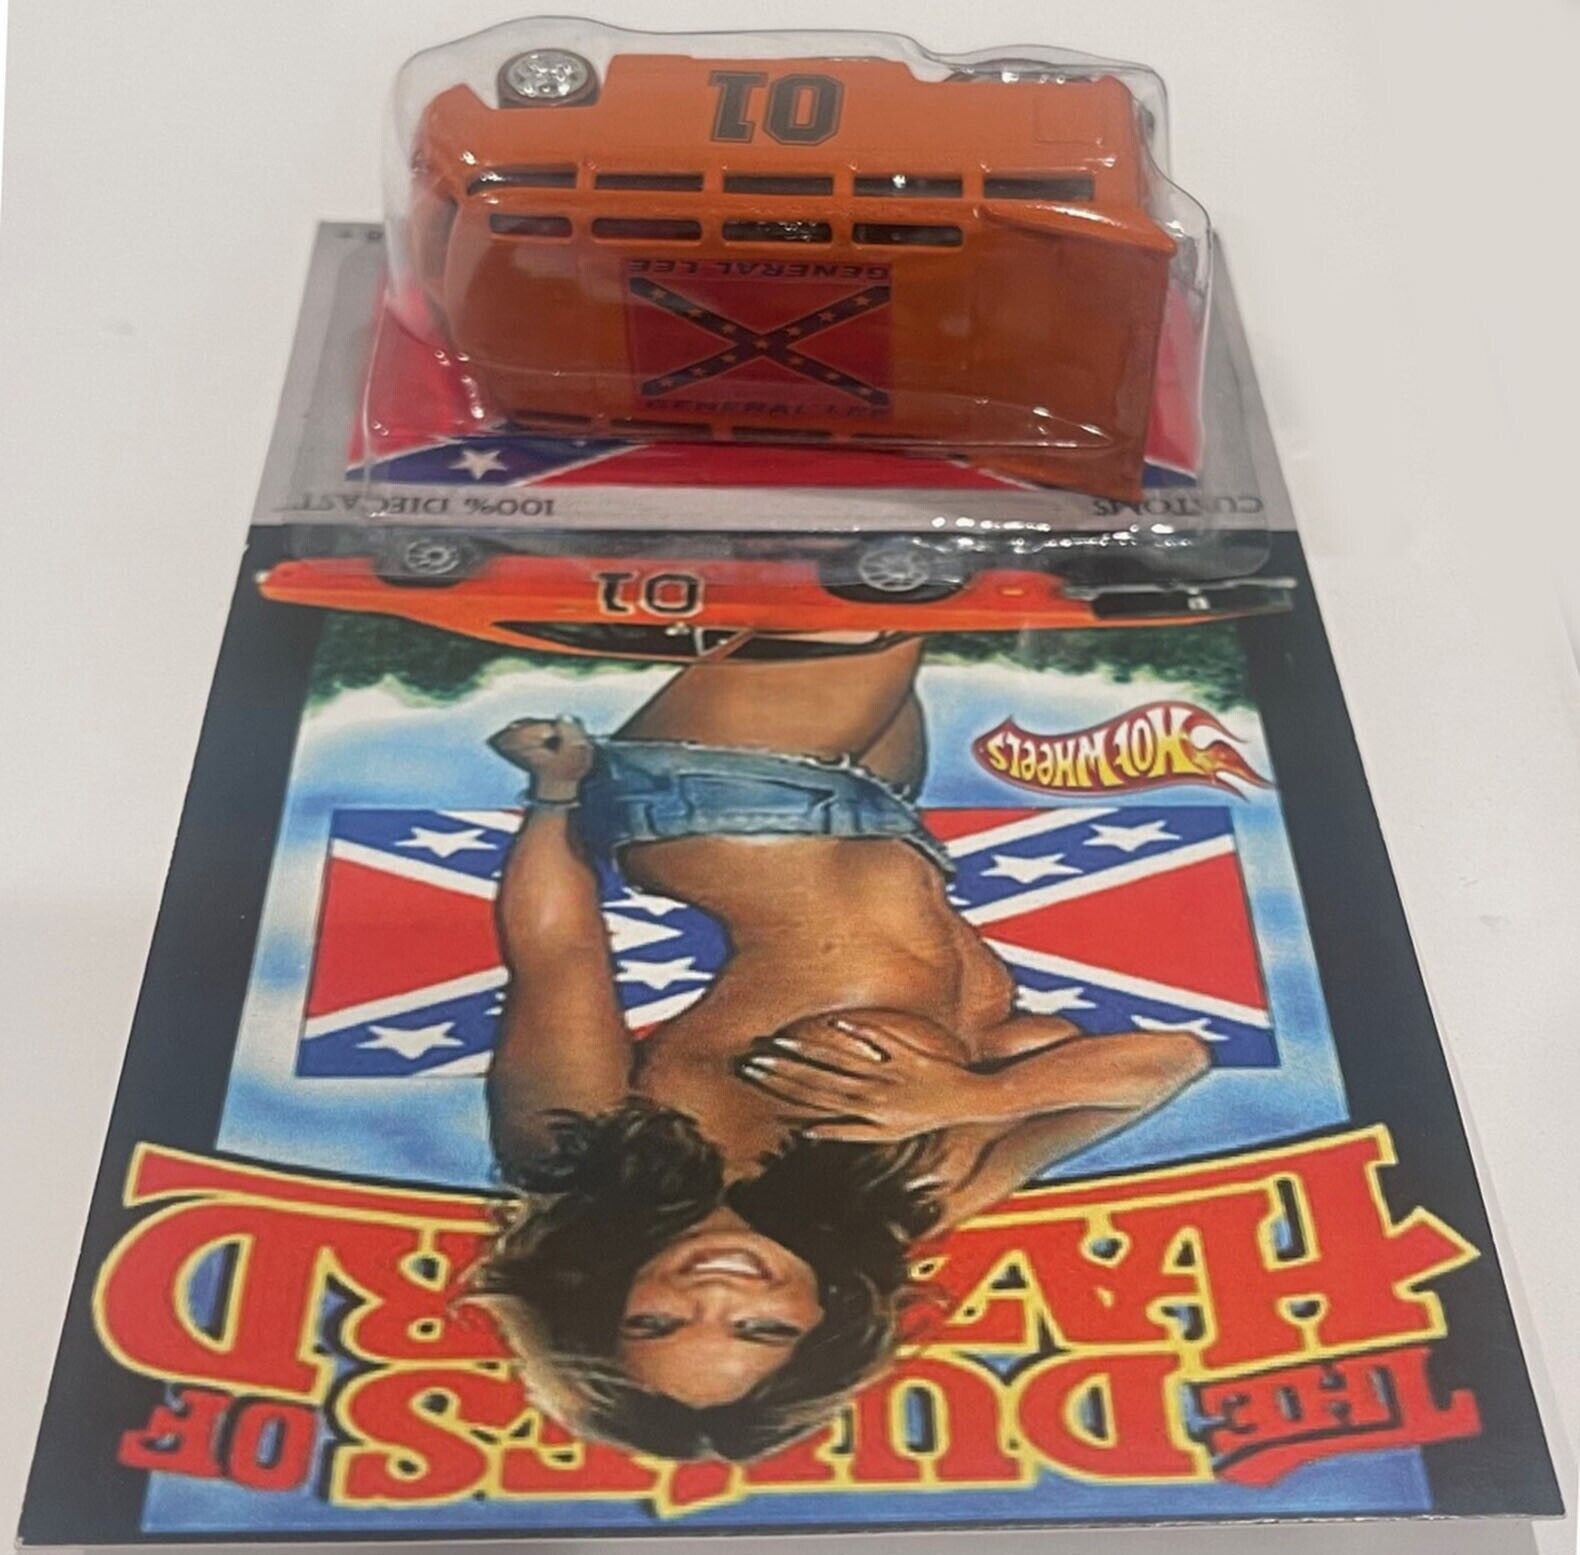 THE
DUKES OF
HAZZARD
HOT WHEELS
01
CUSTOMS
100% DIECAST
GENERAL LEE
GENERAL LEE
01